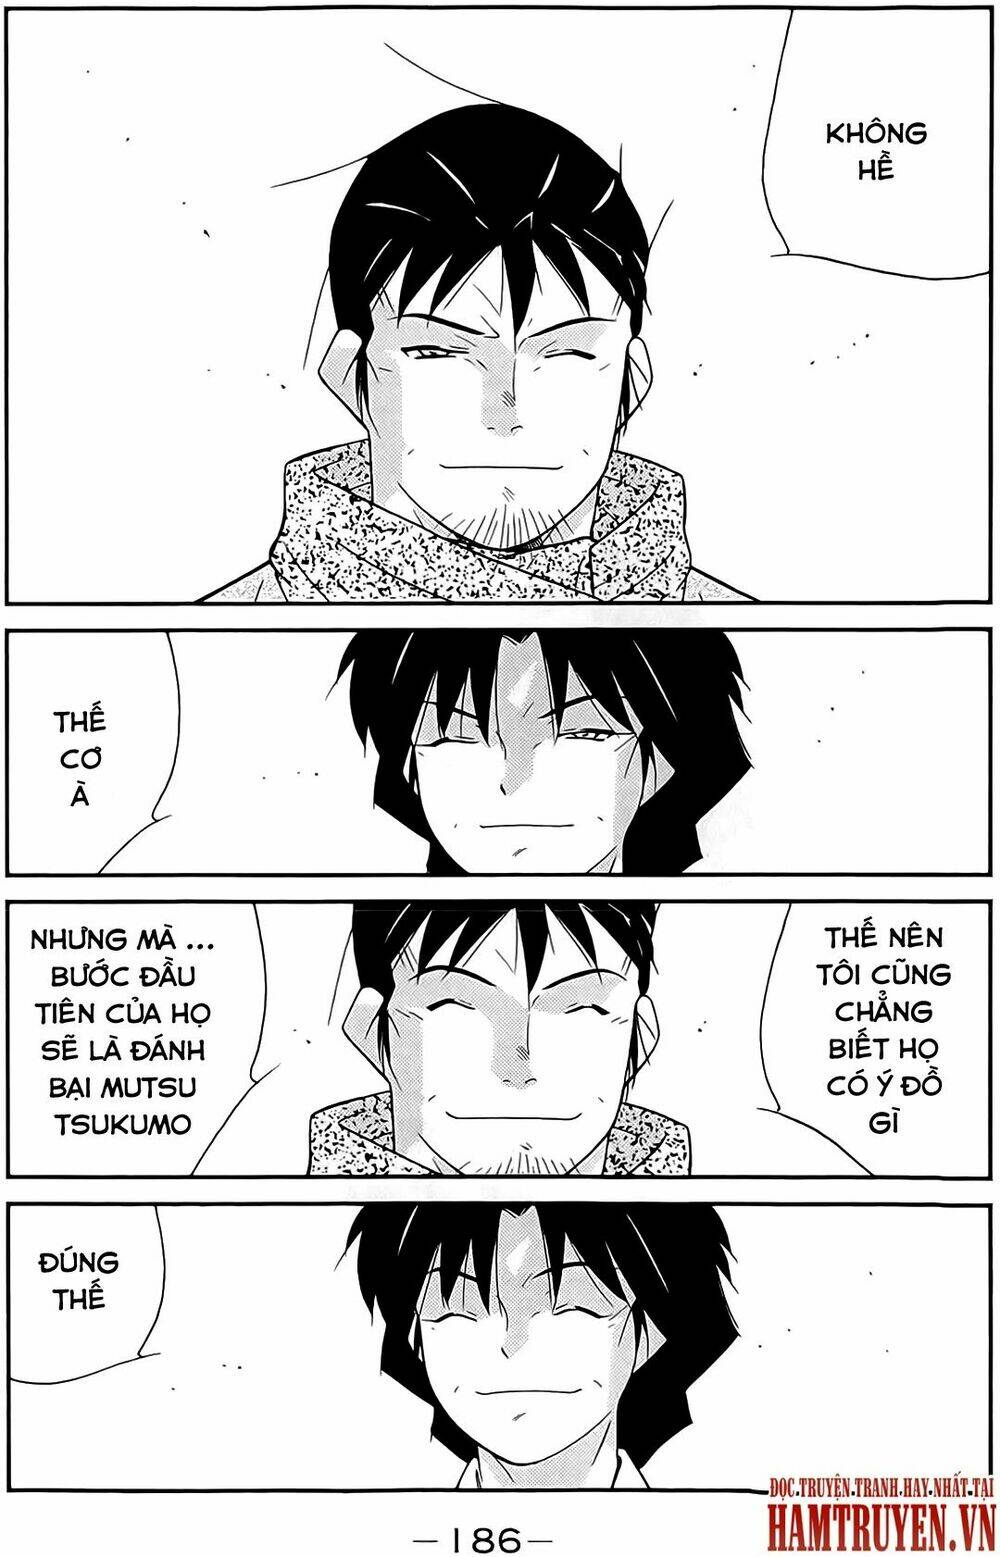 KHÔNG
HỀ
THẾ
CƠ
À
THẾ NÊN
TÔI CŨNG
CHẲNG
BIẾT HỌ
CÓ Ý ĐỒ
GÌ
NHƯNG MÀ ...
BƯỚC ĐẦU
TIÊN CỦA HỌ
SẼ LÀ ĐÁNH
BẠI MUTSU
TSUKUMO
ĐÚNG
THẾ
ĐỌC TRUYỆN TRANH HAY NHẤT TẠI
HAMTRUYEN.VN
-186-